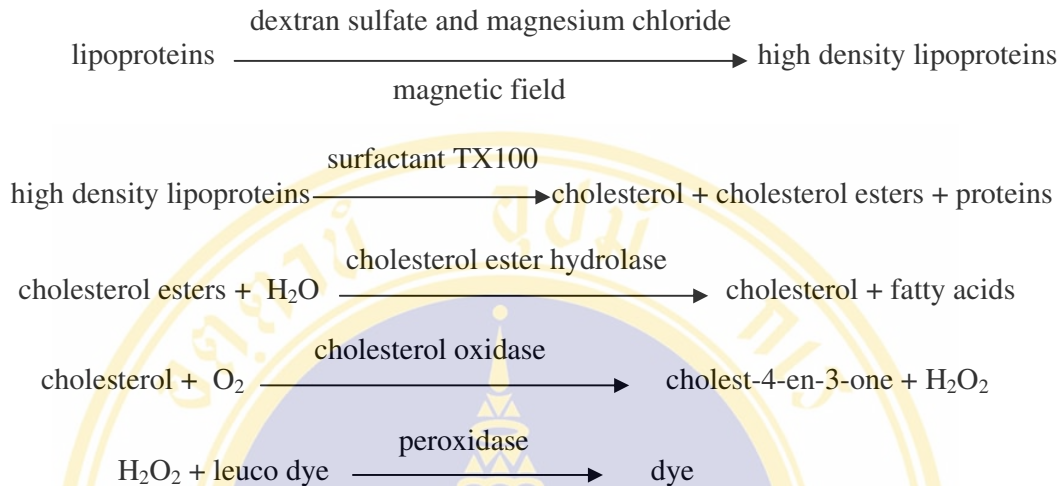 dextran sulfate and magnesium chloride
lipoproteins ⟶ high density lipoproteins
magnetic field
surfactant TX100
high density lipoproteins ⟶ cholesterol + cholesterol esters + proteins
cholesterol ester hydrolase
cholesterol esters + H₂O ⟶ cholesterol + fatty acids
cholesterol oxidase
cholesterol + O₂ ⟶ cholest-4-en-3-one + H₂O₂
peroxidase
H₂O₂ + leuco dye ⟶ dye